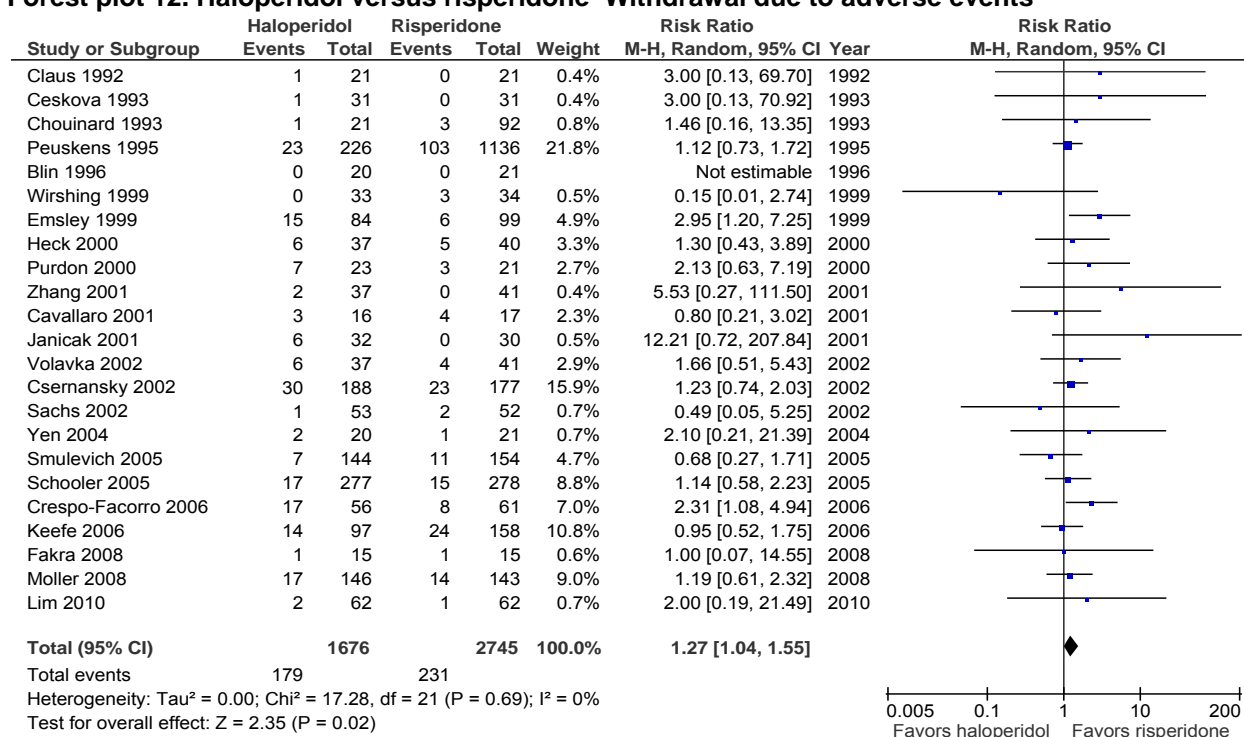 Forest plot 12. Haloperidol versus risperidone Withdrawal due to adverse events
Haloperidol Risperidone Risk Ratio Risk Ratio
Study or Subgroup Events Total Events Total Weight M-H, Random, 95% CI Year M-H, Random, 95% CI
Claus 1992 1 21 0 21 0.4% 3.00 [0.13, 69.70] 1992
Ceskova 1993 1 31 0 31 0.4% 3.00 [0.13, 70.92] 1993
Chouinard 1993 1 21 3 92 0.8% 1.46 [0.16, 13.35] 1993
Peuskens 1995 23 226 103 1136 21.8% 1.12 [0.73, 1.72] 1995
Blin 1996 0 20 0 21 Not estimable 1996
Wirshing 1999 0 33 3 34 0.5% 0.15 [0.01, 2.74] 1999
Emsley 1999 15 84 6 99 4.9% 2.95 [1.20, 7.25] 1999
Heck 2000 6 37 5 40 3.3% 1.30 [0.43, 3.89] 2000
Purdon 2000 7 23 3 21 2.7% 2.13 [0.63, 7.19] 2000
Zhang 2001 2 37 0 41 0.4% 5.53 [0.27, 111.50] 2001
Cavallaro 2001 3 16 4 17 2.3% 0.80 [0.21, 3.02] 2001
Janicak 2001 6 32 0 30 0.5% 12.21 [0.72, 207.84] 2001
Volavka 2002 6 37 4 41 2.9% 1.66 [0.51, 5.43] 2002
Csernansky 2002 30 188 23 177 15.9% 1.23 [0.74, 2.03] 2002
Sachs 2002 1 53 2 52 0.7% 0.49 [0.05, 5.25] 2002
Yen 2004 2 20 1 21 0.7% 2.10 [0.21, 21.39] 2004
Smulevich 2005 7 144 11 154 4.7% 0.68 [0.27, 1.71] 2005
Schooler 2005 17 277 15 278 8.8% 1.14 [0.58, 2.23] 2005
Crespo-Facorro 2006 17 56 8 61 7.0% 2.31 [1.08, 4.94] 2006
Keefe 2006 14 97 24 158 10.8% 0.95 [0.52, 1.75] 2006
Fakra 2008 1 15 1 15 0.6% 1.00 [0.07, 14.55] 2008
Moller 2008 17 146 14 143 9.0% 1.19 [0.61, 2.32] 2008
Lim 2010 2 62 1 62 0.7% 2.00 [0.19, 21.49] 2010
Total (95% CI) 1676 2745 100.0% 1.27 [1.04, 1.55]
Total events 179 231
Heterogeneity: Tau² = 0.00; Chi² = 17.28, df = 21 (P = 0.69); I² = 0%
Test for overall effect: Z = 2.35 (P = 0.02)
0.005 0.1 1 10 200
Favors haloperidol Favors risperidone